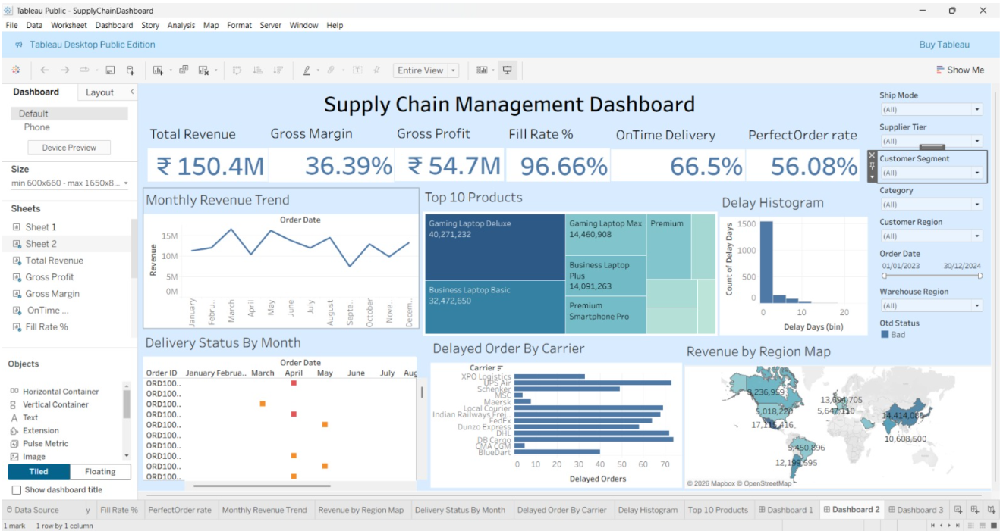 Tableau Public - SupplyChainDashboard
File Data Worksheet Dashboard Story Analysis Map Format Server Window Help
Tableau Desktop Public Edition
Buy Tableau
Entire View
Show Me
Dashboard
Layout
Default
Phone
Device Preview
Size
min 600x660 - max 1650x8...
Sheets
Sheet 1
Sheet 2
Total Revenue
Gross Profit
Gross Margin
OnTime ...
Fill Rate %
Objects
Horizontal Container
Vertical Container
Text
Extension
Pulse Metric
Image
Tiled
Floating
Show dashboard title
Supply Chain Management Dashboard
Total Revenue
₹ 150.4M
Gross Margin
36.39%
Gross Profit
₹ 54.7M
Fill Rate %
96.66%
OnTime Delivery
66.5%
PerfectOrder rate
56.08%
Monthly Revenue Trend
Order Date
Revenue
15M
10M
5M
0M
January
Febru..
March
April
May
June
July
August
Septe..
October
Nove..
Decem..
Top 10 Products
Gaming Laptop Deluxe
40,271,232
Business Laptop Basic
32,472,650
Gaming Laptop Max
14,460,908
Business Laptop
Plus
14,091,263
Premium
Smartphone Pro
Premium
Delay Histogram
Count of Delay Days
1500
1000
500
0
0 10 20
Delay Days (bin)
Ship Mode
(All)
Supplier Tier
(All)
Customer Segment
(All)
Category
(All)
Customer Region
(All)
Order Date
01/01/2023 30/12/2024
Warehouse Region
(All)
Otd Status
Bad
Delivery Status By Month
Order Date
Order ID January Februa.. March April May June July Aug
ORD100..
ORD100..
ORD100..
ORD100..
ORD100..
ORD100..
ORD100..
ORD100..
ORD100..
ORD100..
Delayed Order By Carrier
Carrier
XPO Logistics
UPS Air
Schenker
MSC
Maersk
Local Courier
Indian Railways Frei..
FedEx
Dunzo Express
DHL
DB Cargo
CMA CGM
BlueDart
0 10 20 30 40 50 60 70
Delayed Orders
Revenue by Region Map
3,236,959
5,018,220
17,115,416
5,647,110
10,608,500
5,450,896
12,199,595
© 2026 Mapbox © OpenStreetMap
Data Source
y
Fill Rate %
PerfectOrder rate
Monthly Revenue Trend
Revenue by Region Map
Delivery Status By Month
Delayed Order By Carrier
Delay Histogram
Top 10 Products
Dashboard 1
Dashboard 2
Dashboard 3
1 mark 1 row by 1 column